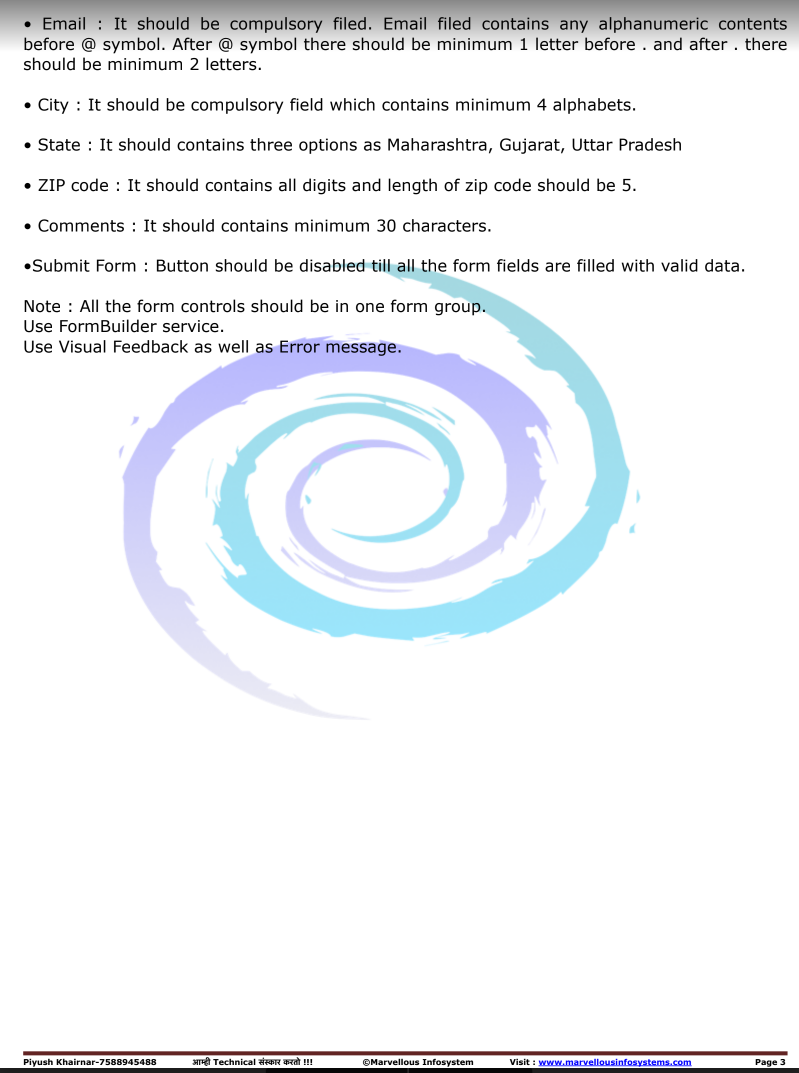 • Email : It should be compulsory filed. Email filed contains any alphanumeric contents
before @ symbol. After @ symbol there should be minimum 1 letter before . and after . there
should be minimum 2 letters.
• City : It should be compulsory field which contains minimum 4 alphabets.
• State : It should contains three options as Maharashtra, Gujarat, Uttar Pradesh
• ZIP code : It should contains all digits and length of zip code should be 5.
• Comments : It should contains minimum 30 characters.
•Submit Form : Button should be disabled till all the form fields are filled with valid data.
Note : All the form controls should be in one form group.
Use FormBuilder service.
Use Visual Feedback as well as Error message.
Piyush Khairnar-7588945488 आम्ही Technical संस्कार करतो !!! ©Marvellous Infosystem Visit : www.marvellousinfosystems.com Page 3